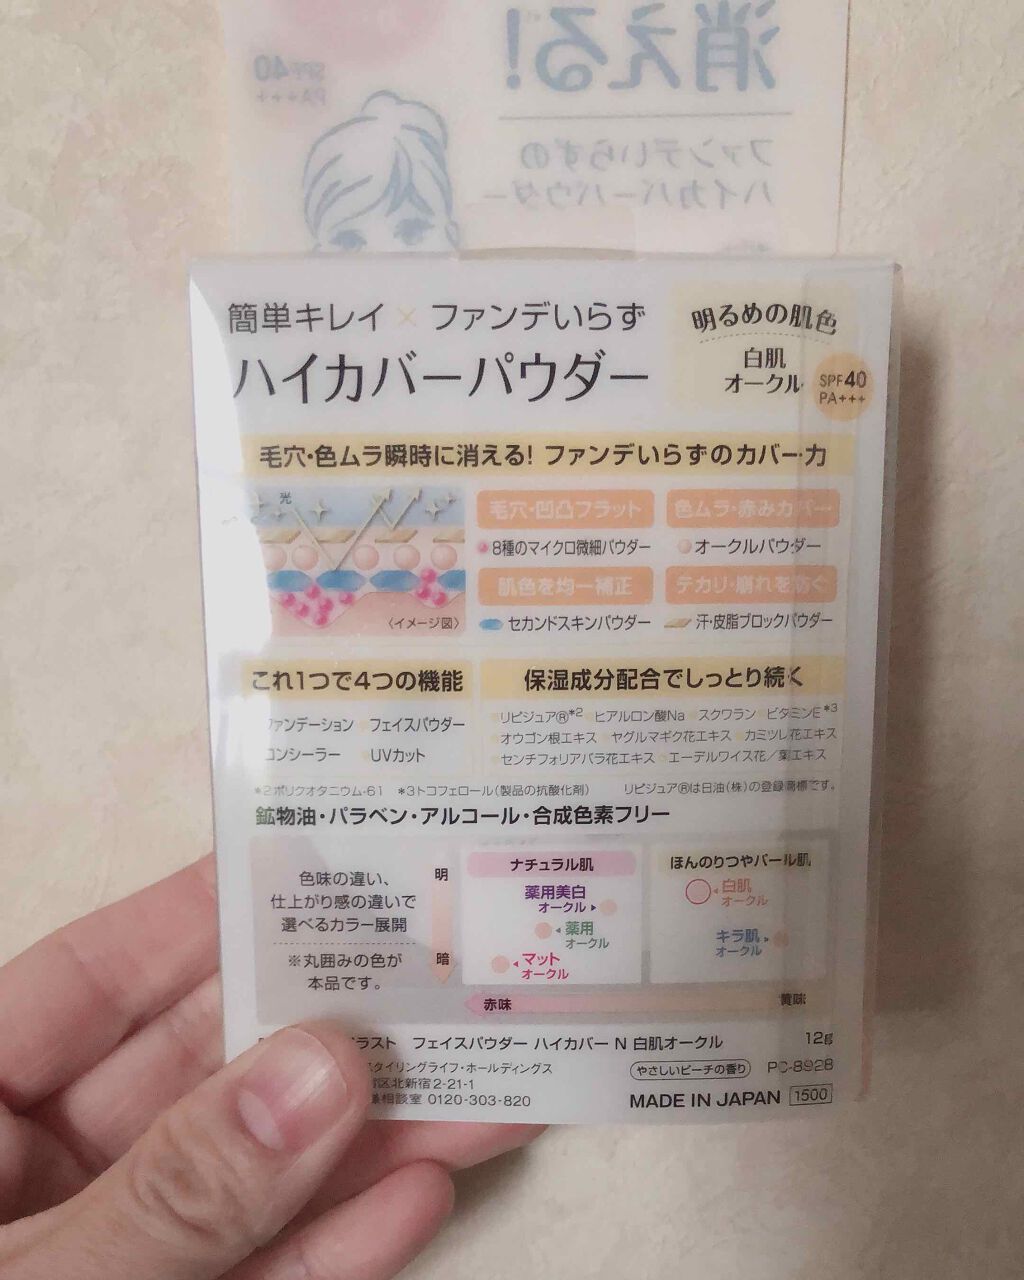 消える!
SPF40
PA+++
ファンデいらずの
ハイカバーパウダー
簡単キレイ×ファンデいらず
ハイカバーパウダー
明るめの肌色
白肌
オークル
SPF40
PA+++
毛穴・色ムラ瞬時に消える! ファンデいらずのカバー力
光
〈イメージ図〉
毛穴・凹凸フラット
色ムラ・赤みカバー
8種のマイクロ微細パウダー
オークルパウダー
肌色を均一補正
テカリ・崩れを防ぐ
セカンドスキンパウダー
汗・皮脂ブロックパウダー
これ1つで4つの機能
ファンデーション フェイスパウダー
コンシーラー UVカット
保湿成分配合でしっとり続く
リピジュア®*2 ヒアルロン酸Na スクワラン ビタミンE*3
オウゴン根エキス ヤグルマギク花エキス カミツレ花エキス
センチフォリアバラ花エキス エーデルワイス花/葉エキス
*2ポリクオタニウム-61 *3トコフェロール(製品の抗酸化剤) リピジュア®は日油(株)の登録商標です。
鉱物油・パラベン・アルコール・合成色素フリー
色味の違い、
仕上がり感の違いで
選べるカラー展開
※丸囲みの色が
本品です。
明
暗
ナチュラル肌
薬用美白
オークル
薬用
オークル
マット
オークル
ほんのりつやパール肌
白肌
オークル
キラ肌
オークル
赤味
黄味
ラスト フェイスパウダー ハイカバー N 白肌オークル 12g
スタイリングライフ・ホールディングス
宿区北新宿2-21-1
相談室 0120-303-820
やさしいピーチの香り
PC-8928
MADE IN JAPAN 1500